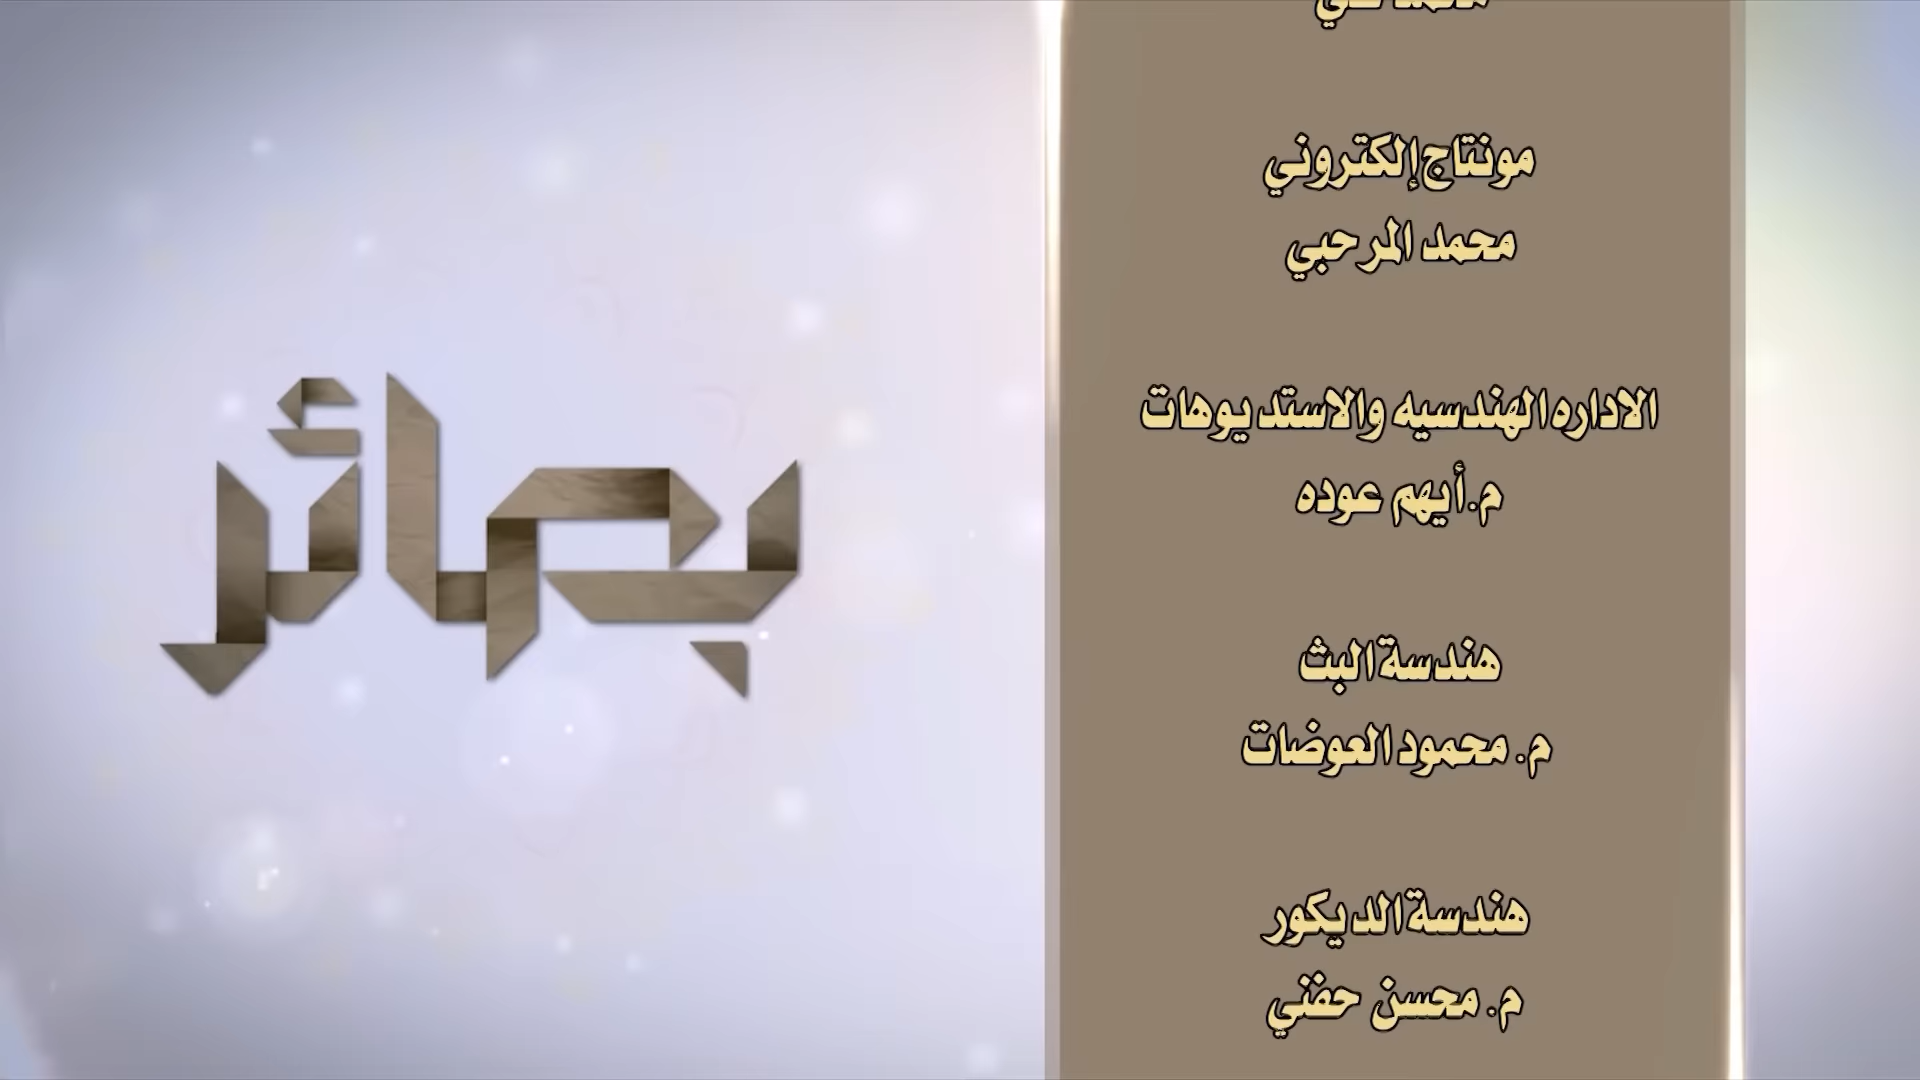 بصائر
مونتاج إلكتروني
محمد المرحبي
الاداره الهندسيه والاستديوهات
م.أيهم عوده
هندسة البث
م. محمود العوضات
هندسة الديكور
م. محسن حفني